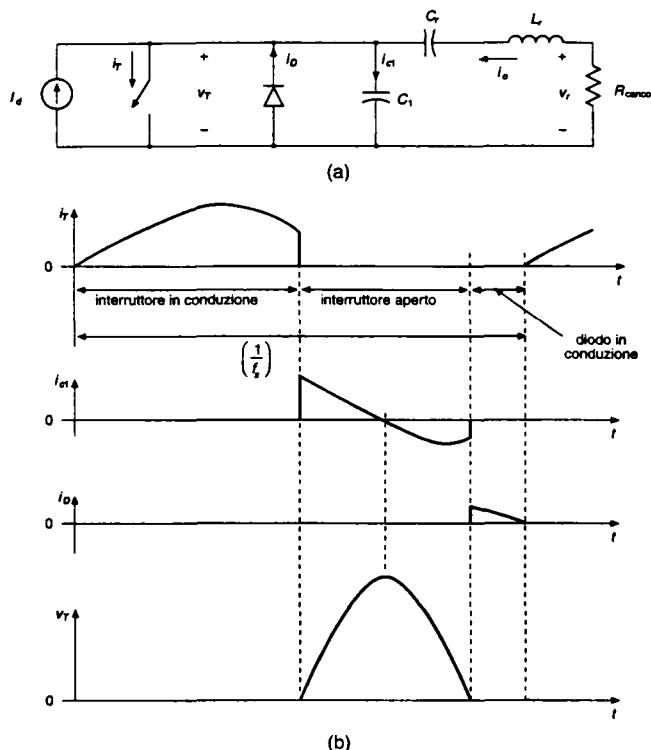 C_r L_r
i_T + i_D i_c1 i_o +
I_d v_T C_1 v_r R_carico
− −
(a)
i_T
0
interruttore in conduzione interruttore aperto t
diodo in
conduzione
(1/f_s)
i_c1
0
t
i_D
0
t
v_T
0
t
(b)